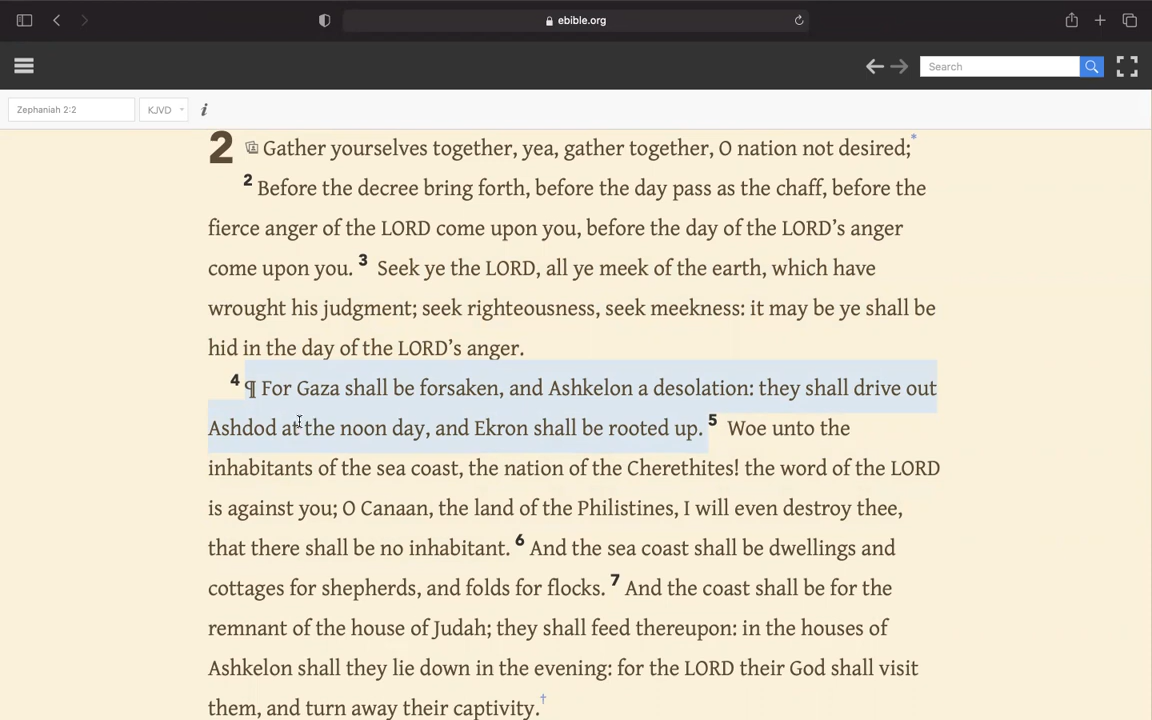 ebible.org
Search
Zephaniah 2:2 KJVD i
2 Gather yourselves together, yea, gather together, O nation not desired;*
2 Before the decree bring forth, before the day pass as the chaff, before the
fierce anger of the LORD come upon you, before the day of the LORD’s anger
come upon you. 3 Seek ye the LORD, all ye meek of the earth, which have
wrought his judgment; seek righteousness, seek meekness: it may be ye shall be
hid in the day of the LORD’s anger.
4 ¶ For Gaza shall be forsaken, and Ashkelon a desolation: they shall drive out
Ashdod at the noon day, and Ekron shall be rooted up. 5 Woe unto the
inhabitants of the sea coast, the nation of the Cherethites! the word of the LORD
is against you; O Canaan, the land of the Philistines, I will even destroy thee,
that there shall be no inhabitant. 6 And the sea coast shall be dwellings and
cottages for shepherds, and folds for flocks. 7 And the coast shall be for the
remnant of the house of Judah; they shall feed thereupon: in the houses of
Ashkelon shall they lie down in the evening: for the LORD their God shall visit
them, and turn away their captivity.†